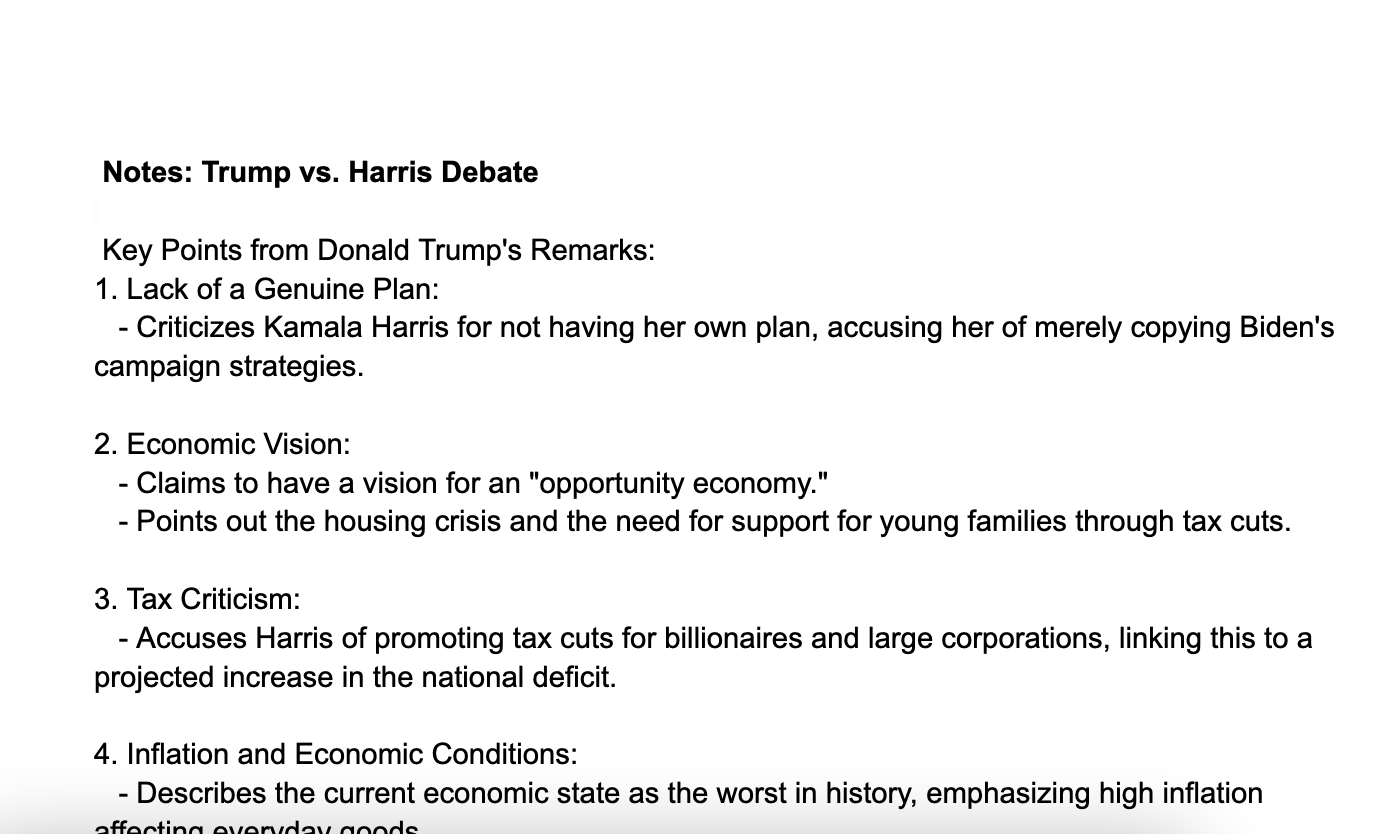 Notes: Trump vs. Harris Debate
Key Points from Donald Trump's Remarks:
1. Lack of a Genuine Plan:
- Criticizes Kamala Harris for not having her own plan, accusing her of merely copying Biden's
campaign strategies.
2. Economic Vision:
- Claims to have a vision for an "opportunity economy."
- Points out the housing crisis and the need for support for young families through tax cuts.
3. Tax Criticism:
- Accuses Harris of promoting tax cuts for billionaires and large corporations, linking this to a
projected increase in the national deficit.
4. Inflation and Economic Conditions:
- Describes the current economic state as the worst in history, emphasizing high inflation
affecting everyday goods.